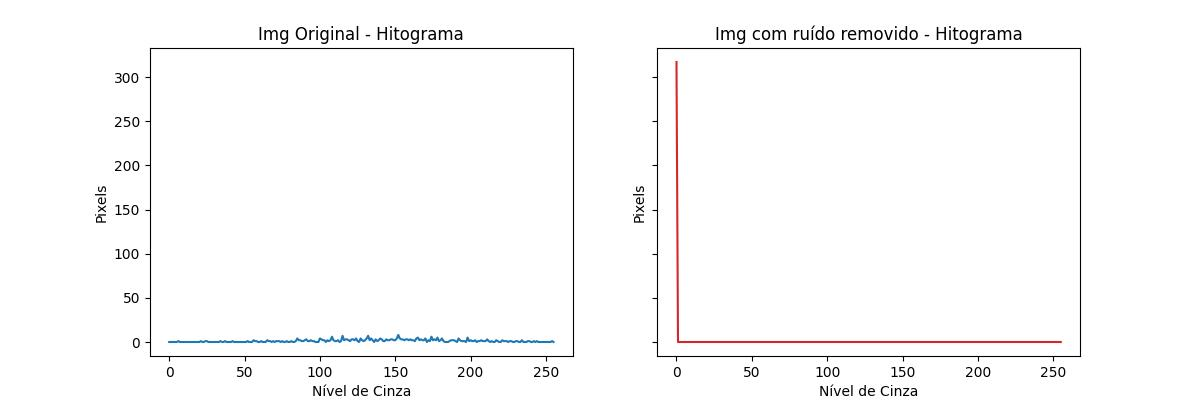 Img Original - Hitograma
Pixels
300
250
200
150
100
50
0
0 50 100 150 200 250
Nível de Cinza
Img com ruído removido - Hitograma
Pixels
0 50 100 150 200 250
Nível de Cinza